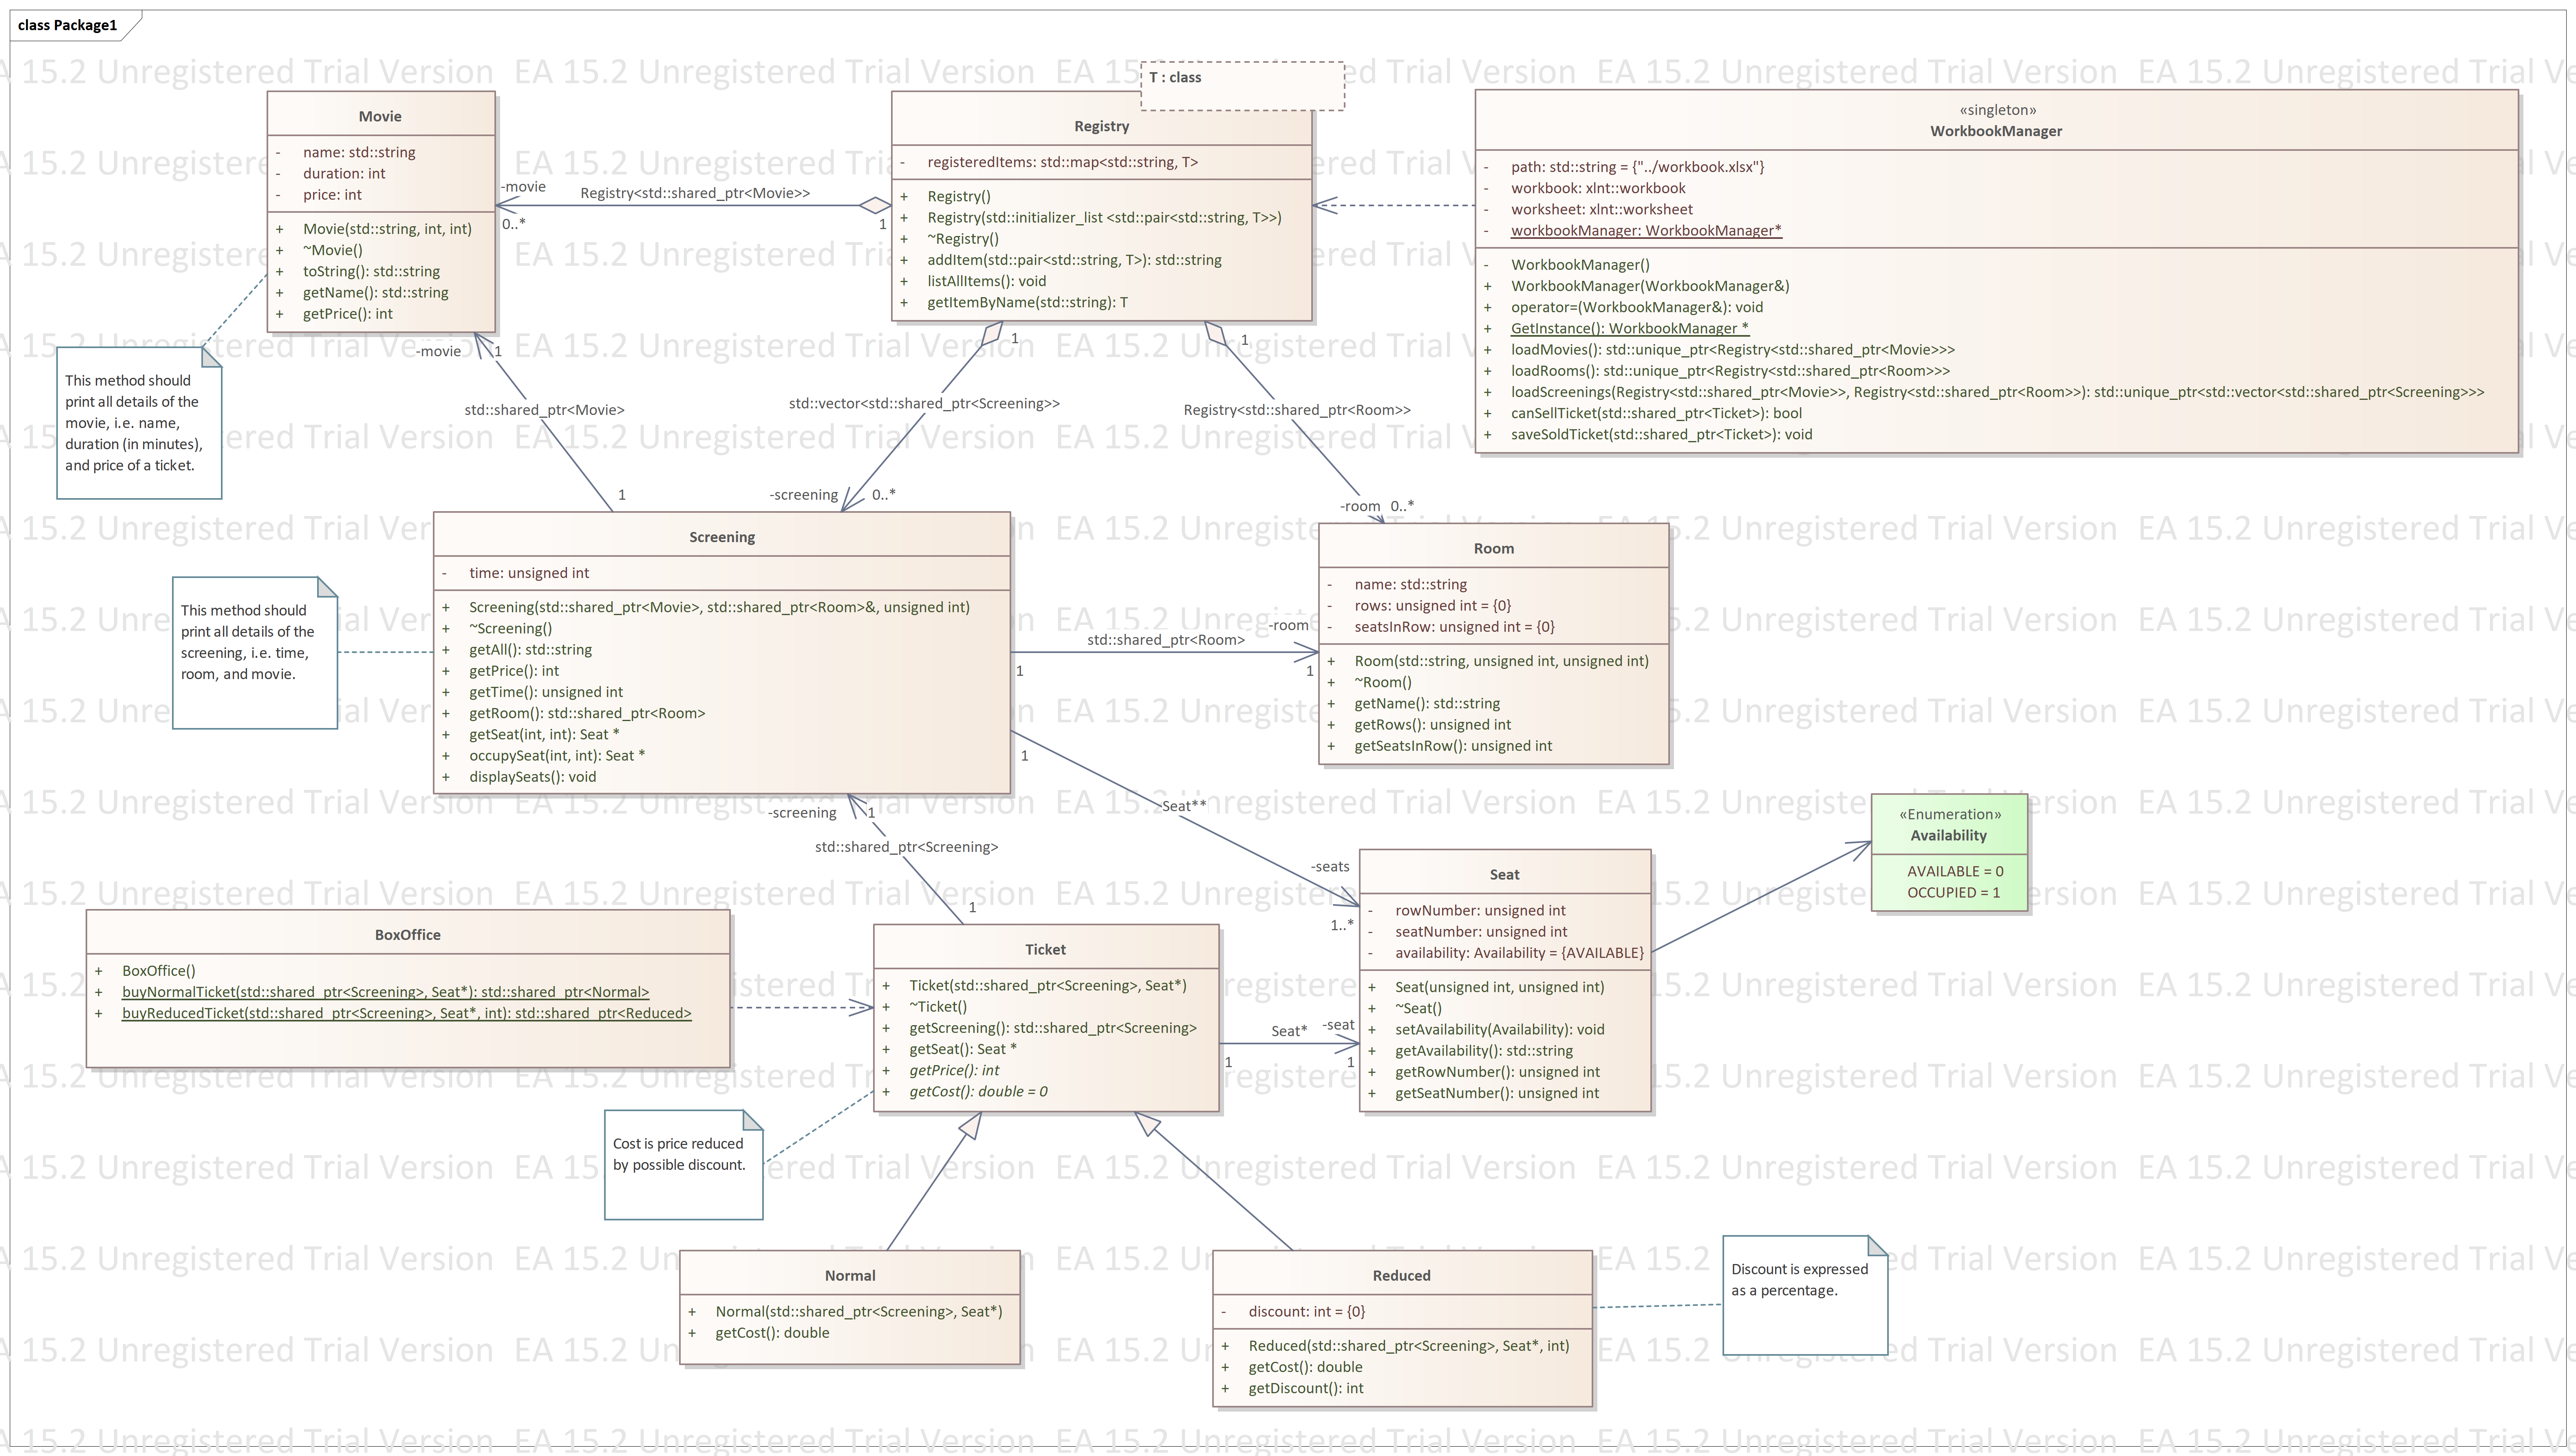 class Package1
EA 15.2 Unregistered Trial Version
T : class
Movie
- name: std::string
- duration: int
- price: int
+ Movie(std::string, int, int)
+ ~Movie()
+ toString(): std::string
+ getName(): std::string
+ getPrice(): int
-movie
0..*
Registry<std::shared_ptr<Movie>>
1
Registry
- registeredItems: std::map<std::string, T>
+ Registry()
+ Registry(std::initializer_list <std::pair<std::string, T>>)
+ ~Registry()
+ addItem(std::pair<std::string, T>): std::string
+ listAllItems(): void
+ getItemByName(std::string): T
«singleton»
WorkbookManager
- path: std::string = {"../workbook.xlsx"}
- workbook: xlnt::workbook
- worksheet: xlnt::worksheet
- workbookManager: WorkbookManager*
- WorkbookManager()
+ WorkbookManager(WorkbookManager&)
+ operator=(WorkbookManager&): void
+ GetInstance(): WorkbookManager *
+ loadMovies(): std::unique_ptr<Registry<std::shared_ptr<Movie>>>
+ loadRooms(): std::unique_ptr<Registry<std::shared_ptr<Room>>>
+ loadScreenings(Registry<std::shared_ptr<Movie>>, Registry<std::shared_ptr<Room>>): std::unique_ptr<std::vector<std::shared_ptr<Screening>>>
+ canSellTicket(std::shared_ptr<Ticket>): bool
+ saveSoldTicket(std::shared_ptr<Ticket>): void
This method should
print all details of the
movie, i.e. name,
duration (in minutes),
and price of a ticket.
-movie
1
std::shared_ptr<Movie>
1
1
std::vector<std::shared_ptr<Screening>>
-screening
0..*
1
Registry<std::shared_ptr<Room>>
-room
0..*
Screening
- time: unsigned int
+ Screening(std::shared_ptr<Movie>, std::shared_ptr<Room>&, unsigned int)
+ ~Screening()
+ getAll(): std::string
+ getPrice(): int
+ getTime(): unsigned int
+ getRoom(): std::shared_ptr<Room>
+ getSeat(int, int): Seat *
+ occupySeat(int, int): Seat *
+ displaySeats(): void
This method should
print all details of the
screening, i.e. time,
room, and movie.
std::shared_ptr<Room>
-room
1
1
Room
- name: std::string
- rows: unsigned int = {0}
- seatsInRow: unsigned int = {0}
+ Room(std::string, unsigned int, unsigned int)
+ ~Room()
+ getName(): std::string
+ getRows(): unsigned int
+ getSeatsInRow(): unsigned int
1
Seat**
-seats
1..*
-screening
1
std::shared_ptr<Screening>
1
«Enumeration»
Availability
AVAILABLE = 0
OCCUPIED = 1
Seat
- rowNumber: unsigned int
- seatNumber: unsigned int
- availability: Availability = {AVAILABLE}
+ Seat(unsigned int, unsigned int)
+ ~Seat()
+ setAvailability(Availability): void
+ getAvailability(): std::string
+ getRowNumber(): unsigned int
+ getSeatNumber(): unsigned int
BoxOffice
+ BoxOffice()
+ buyNormalTicket(std::shared_ptr<Screening>, Seat*): std::shared_ptr<Normal>
+ buyReducedTicket(std::shared_ptr<Screening>, Seat*, int): std::shared_ptr<Reduced>
Ticket
+ Ticket(std::shared_ptr<Screening>, Seat*)
+ ~Ticket()
+ getScreening(): std::shared_ptr<Screening>
+ getSeat(): Seat *
+ getPrice(): int
+ getCost(): double = 0
Seat*
-seat
1
1
Cost is price reduced
by possible discount.
Normal
+ Normal(std::shared_ptr<Screening>, Seat*)
+ getCost(): double
Reduced
- discount: int = {0}
+ Reduced(std::shared_ptr<Screening>, Seat*, int)
+ getCost(): double
+ getDiscount(): int
Discount is expressed
as a percentage.